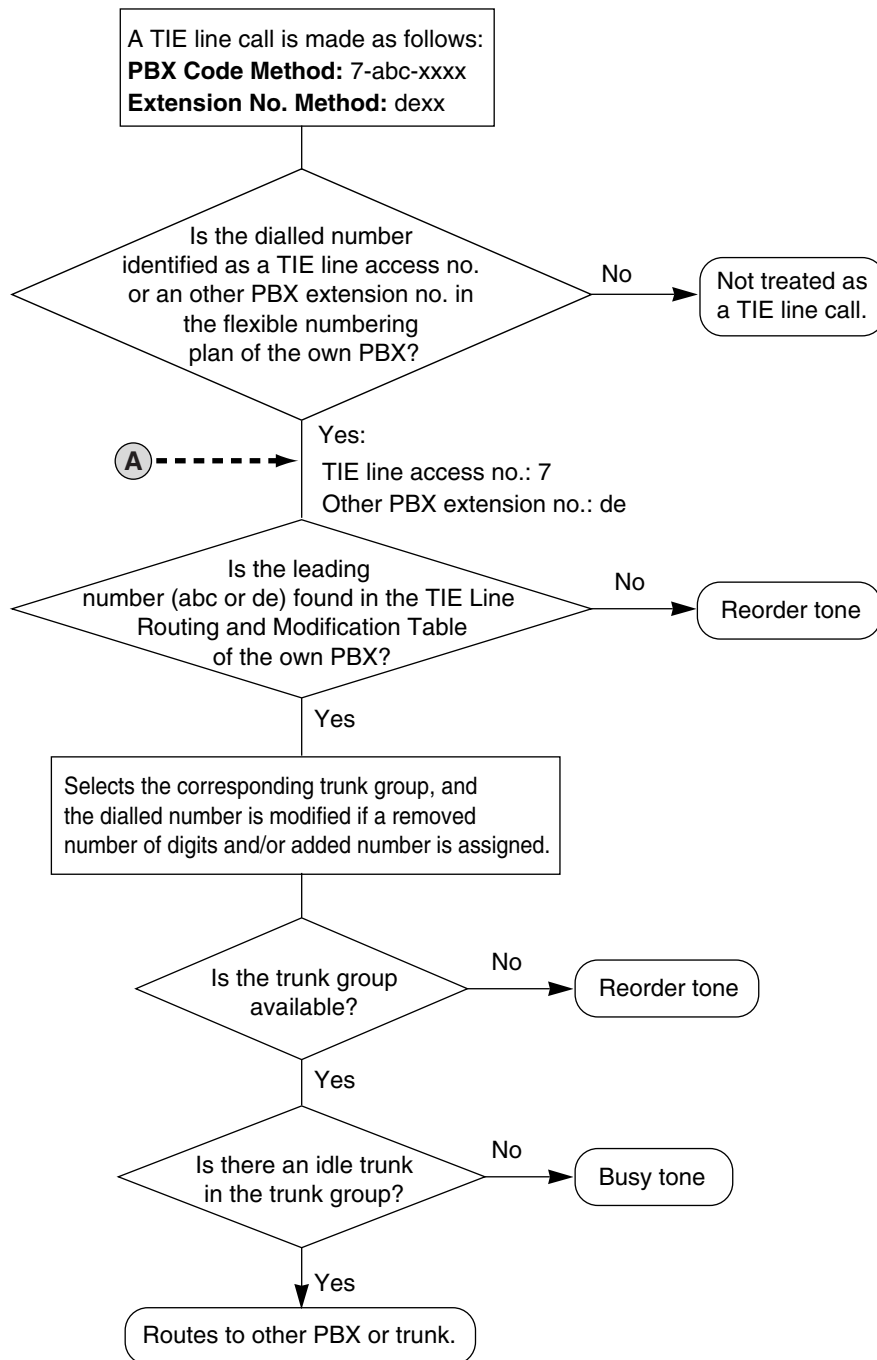 A TIE line call is made as follows:
PBX Code Method: 7-abc-xxxx
Extension No. Method: dexx
Is the dialled number
identified as a TIE line access no.
or an other PBX extension no. in
the flexible numbering
plan of the own PBX?
No
Not treated as
a TIE line call.
A
Yes:
TIE line access no.: 7
Other PBX extension no.: de
Is the leading
number (abc or de) found in the TIE Line
Routing and Modification Table
of the own PBX?
No
Reorder tone
Yes
Selects the corresponding trunk group, and
the dialled number is modified if a removed
number of digits and/or added number is assigned.
Is the trunk group
available?
No
Reorder tone
Yes
Is there an idle trunk
in the trunk group?
No
Busy tone
Yes
Routes to other PBX or trunk.